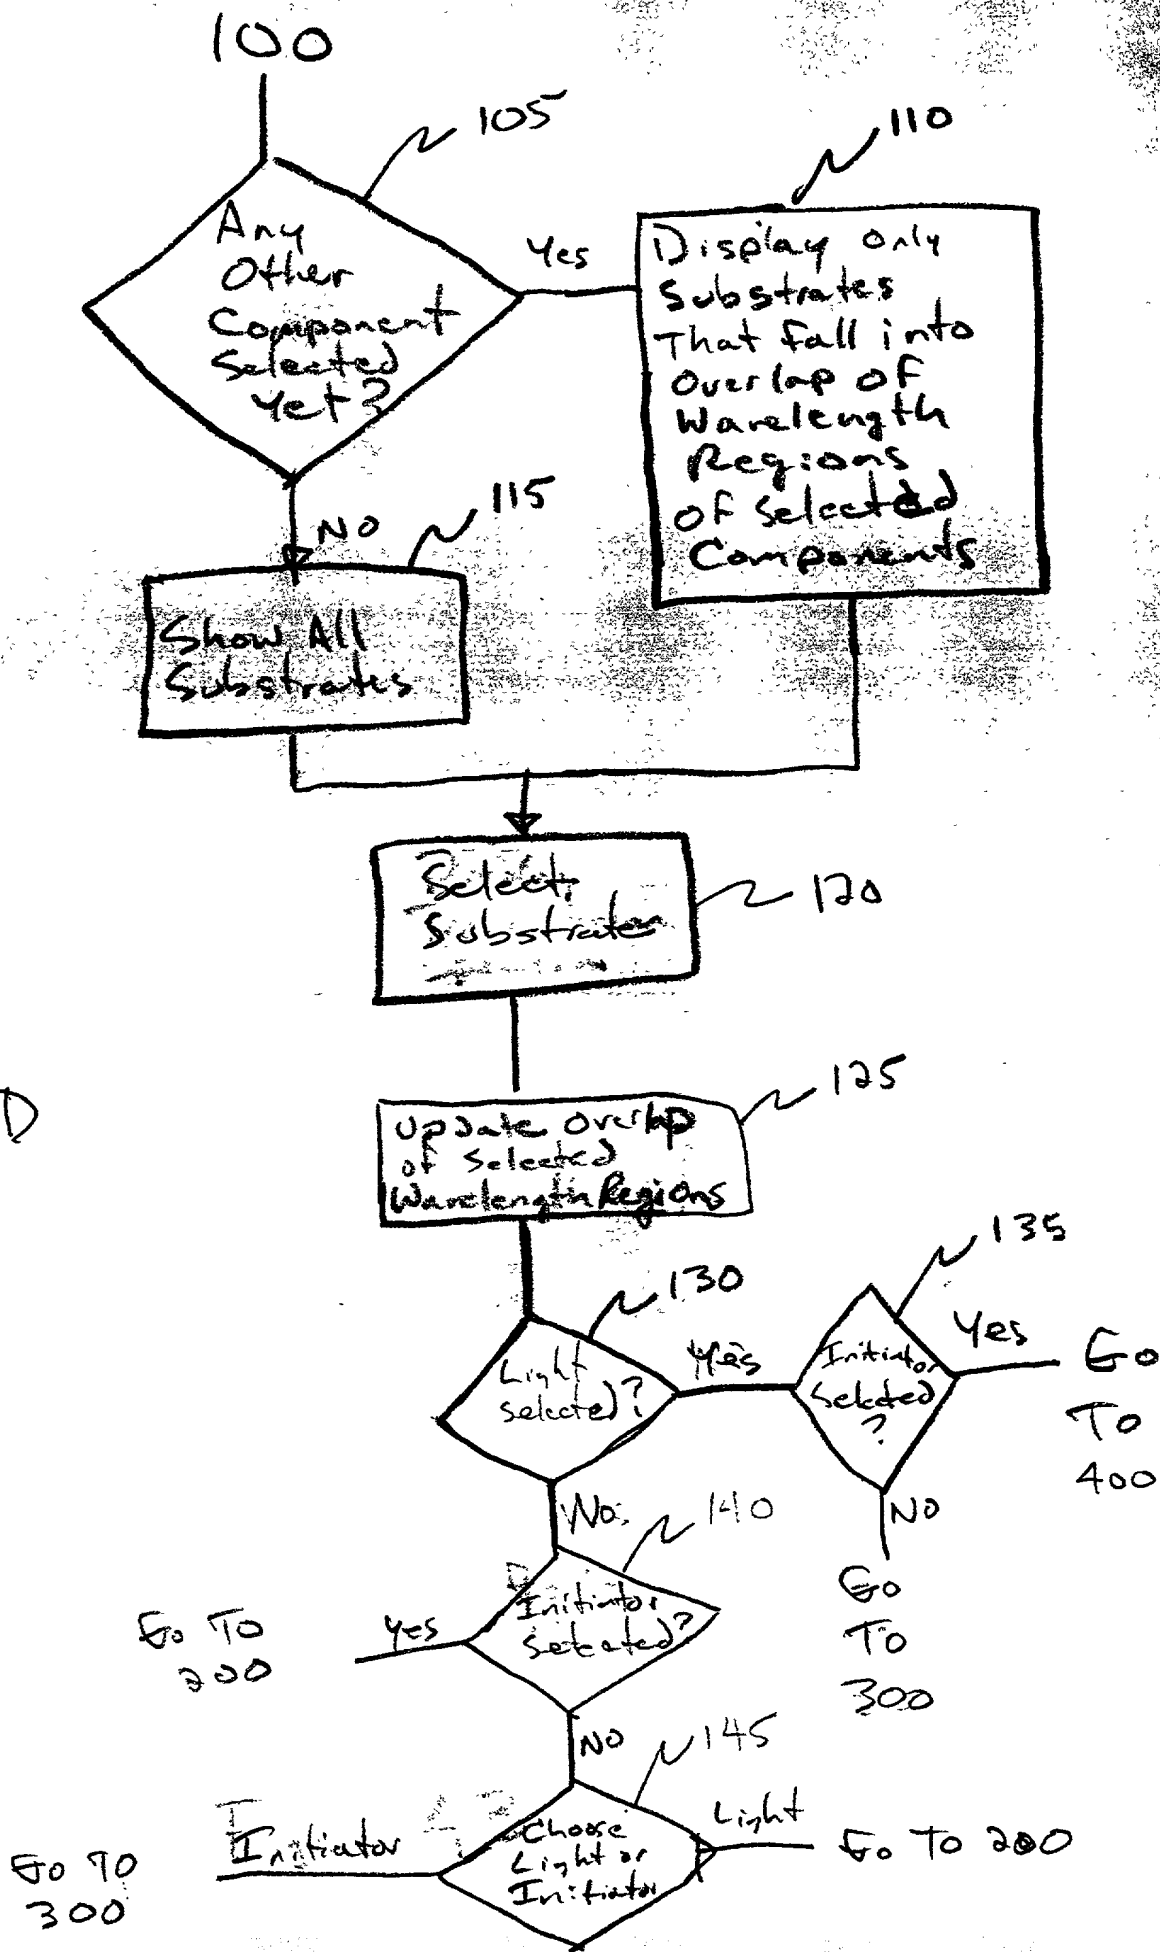 100
105
110
Any
Other
Component
Selected
Yet?
Yes
Display Only
Substrates
That fall into
Overlap of
Wavelength
Regions
of Selected
Components
NO
115
Show All
Substrates
Select
Substrates
120
D
125
Update Overlap
of Selected
Wavelength Regions
130
135
Light
Selected?
Yes
Initiator
Selected
?
Yes
Go
To
400
No
140
NO
Go
To
300
Initiator
Selected?
Yes
Go To
200
NO
145
Choose
Light or
Initiator
Light
Go To 200
Initiator
Go To
300